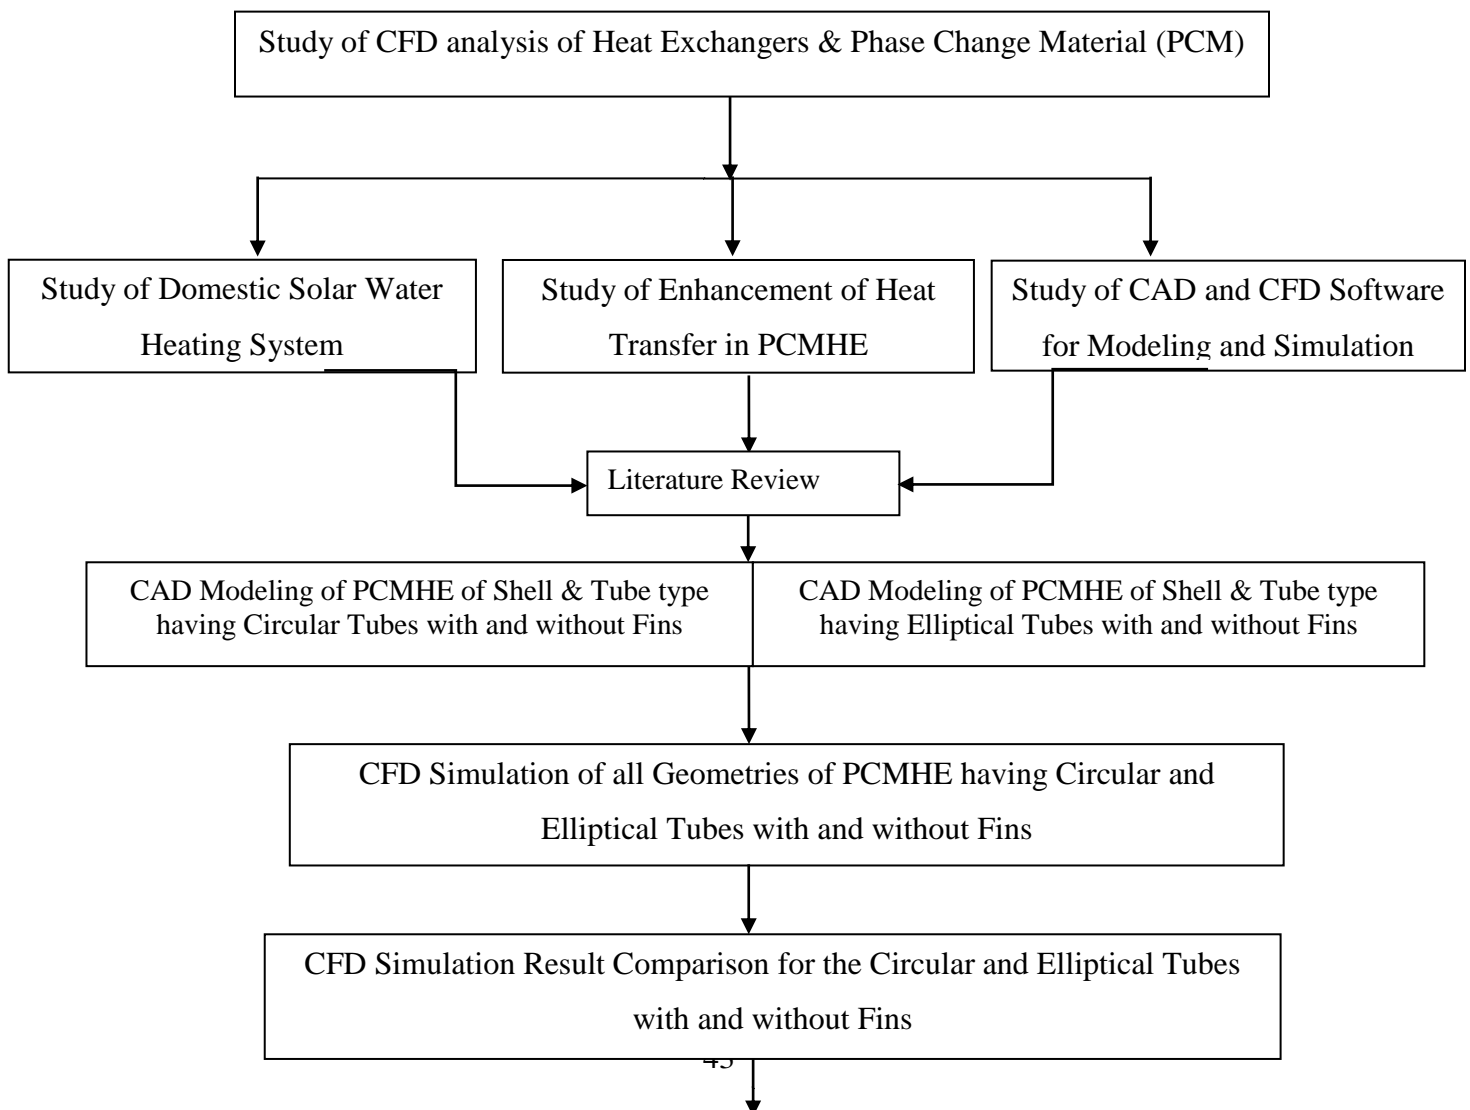 Study of CFD analysis of Heat Exchangers & Phase Change Material (PCM)
Study of Domestic Solar Water
Heating System
Study of Enhancement of Heat
Transfer in PCMHE
Study of CAD and CFD Software
for Modeling and Simulation
Literature Review
CAD Modeling of PCMHE of Shell & Tube type
having Circular Tubes with and without Fins
CAD Modeling of PCMHE of Shell & Tube type
having Elliptical Tubes with and without Fins
CFD Simulation of all Geometries of PCMHE having Circular and
Elliptical Tubes with and without Fins
CFD Simulation Result Comparison for the Circular and Elliptical Tubes
with and without Fins